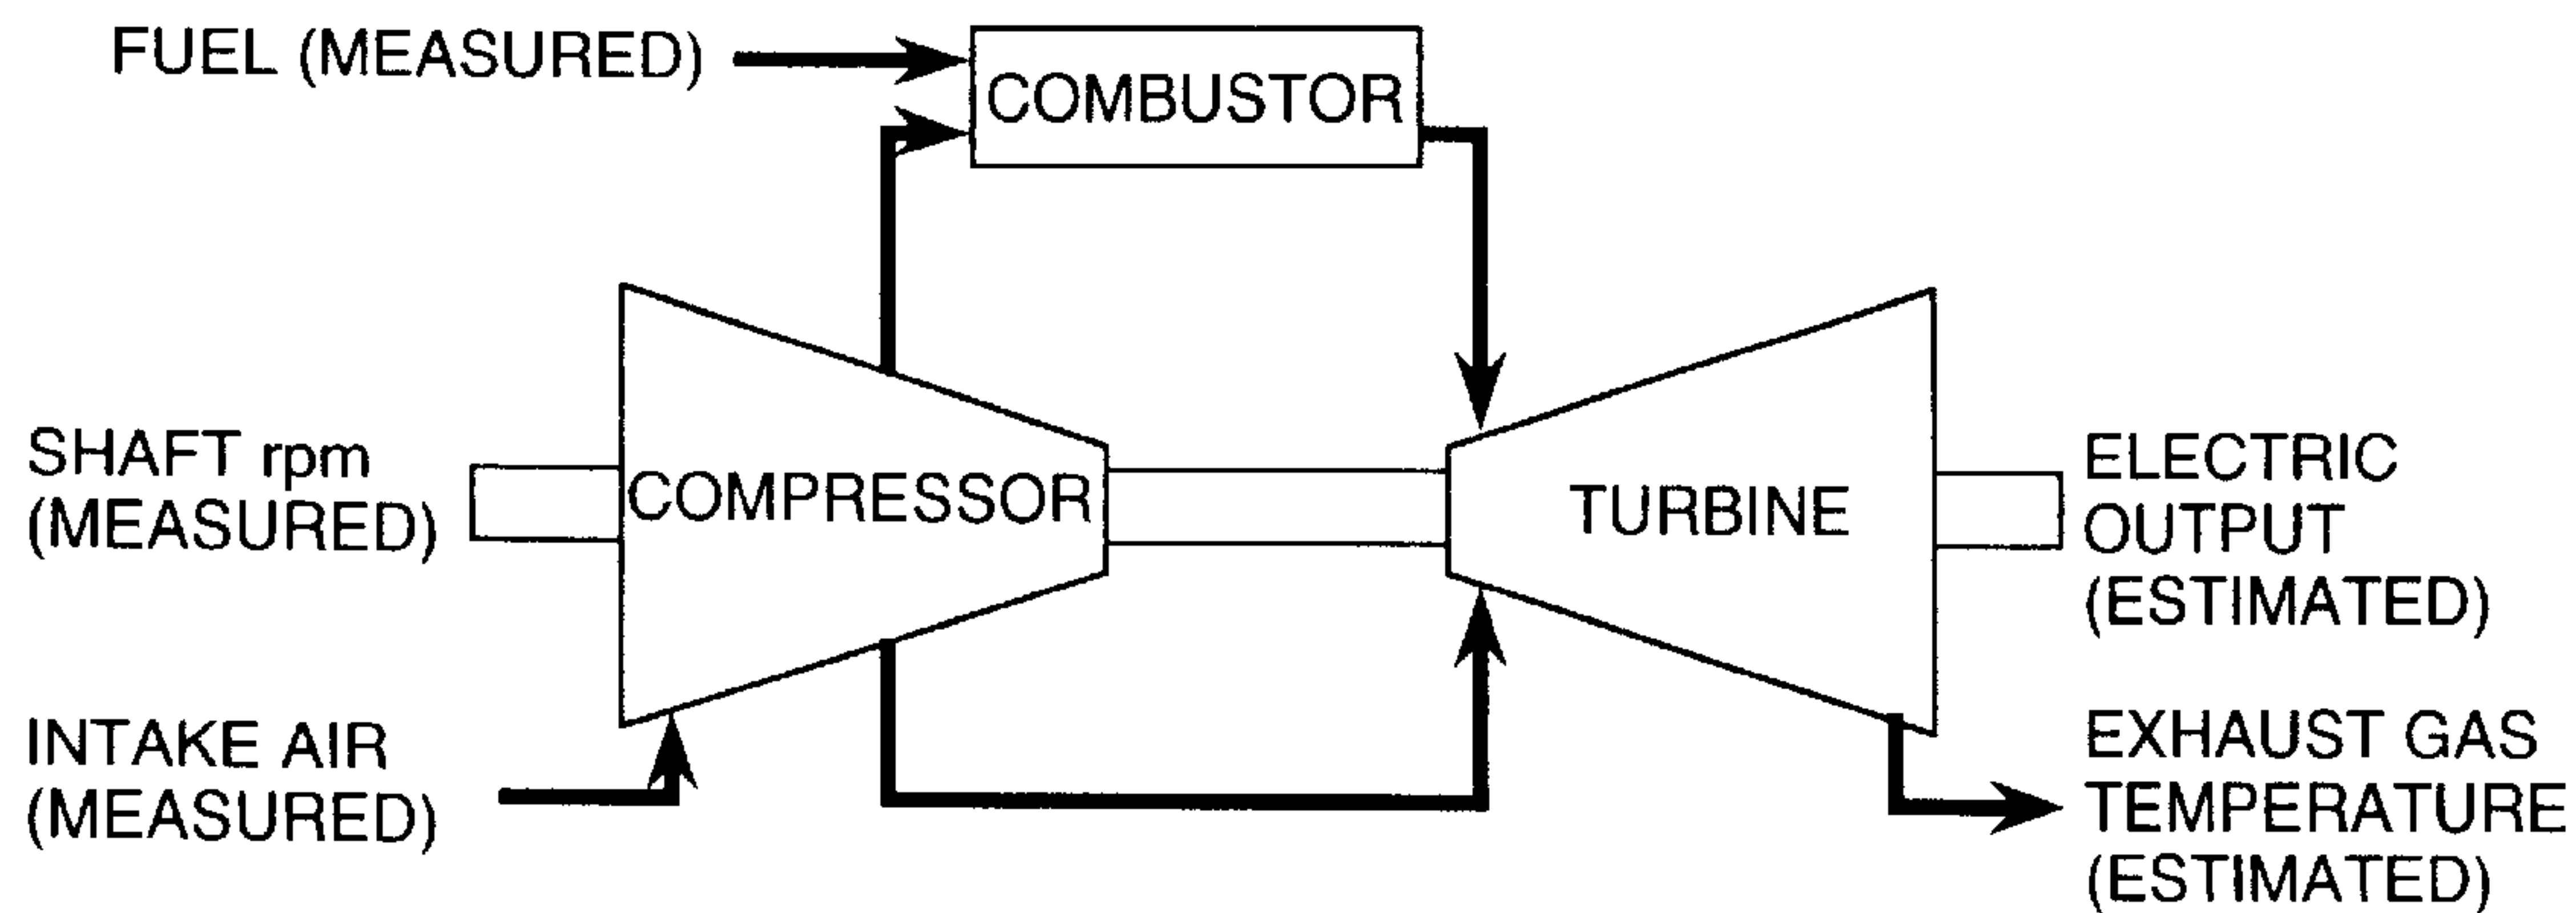 FUEL (MEASURED)
COMBUSTOR
SHAFT rpm
(MEASURED)
COMPRESSOR
TURBINE
ELECTRIC
OUTPUT
(ESTIMATED)
INTAKE AIR
(MEASURED)
EXHAUST GAS
TEMPERATURE
(ESTIMATED)